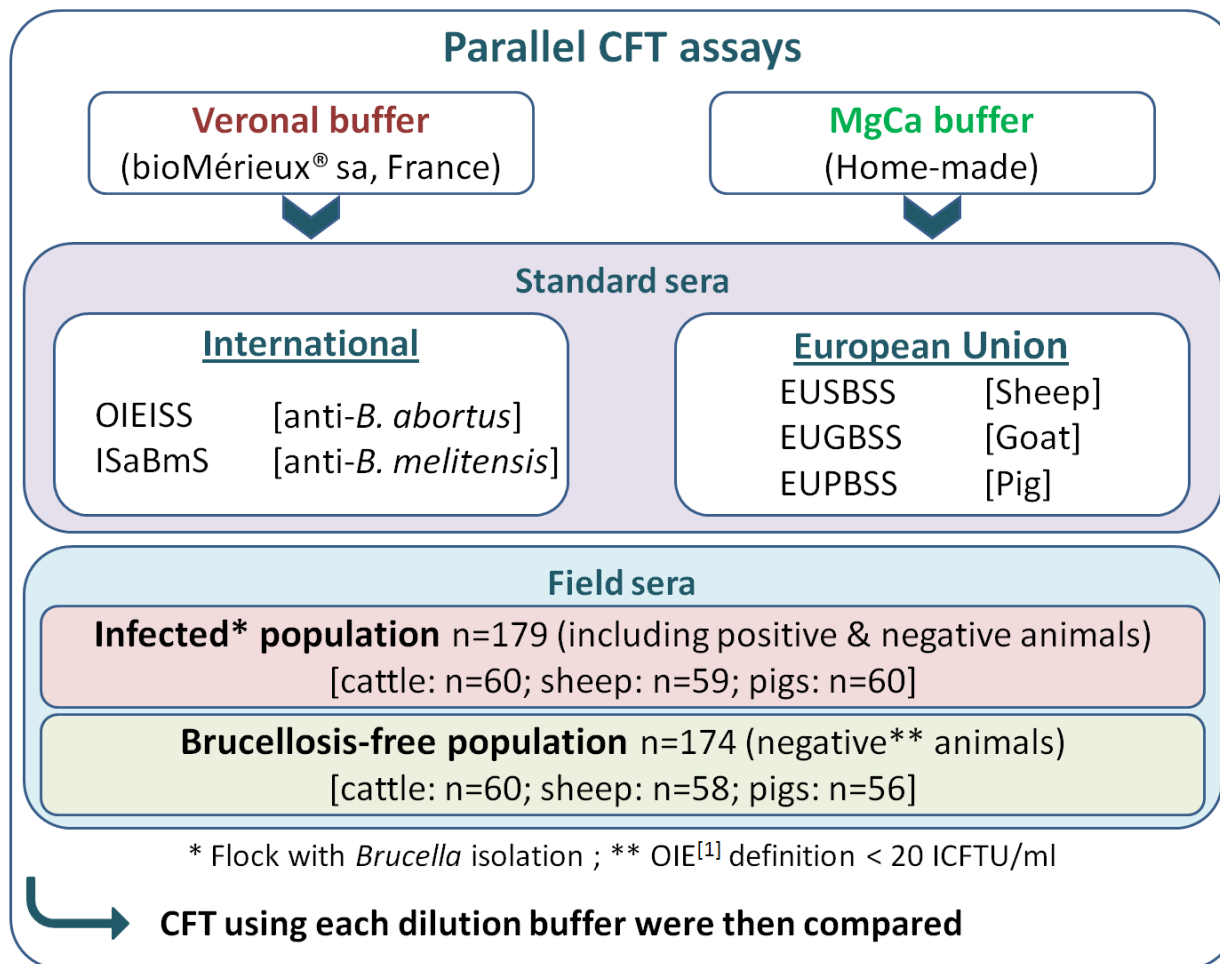 Parallel CFT assays
Veronal buffer
(bioMérieux® sa, France)
MgCa buffer
(Home-made)
Standard sera
International
OIEISS [anti-B. abortus]
ISaBmS [anti-B. melitensis]
European Union
EUSBSS [Sheep]
EUGBSS [Goat]
EUPBSS [Pig]
Field sera
Infected* population n=179 (including positive & negative animals)
[cattle: n=60; sheep: n=59; pigs: n=60]
Brucellosis-free population n=174 (negative** animals)
[cattle: n=60; sheep: n=58; pigs: n=56]
* Flock with Brucella isolation ; ** OIE[1] definition < 20 ICFTU/ml
CFT using each dilution buffer were then compared